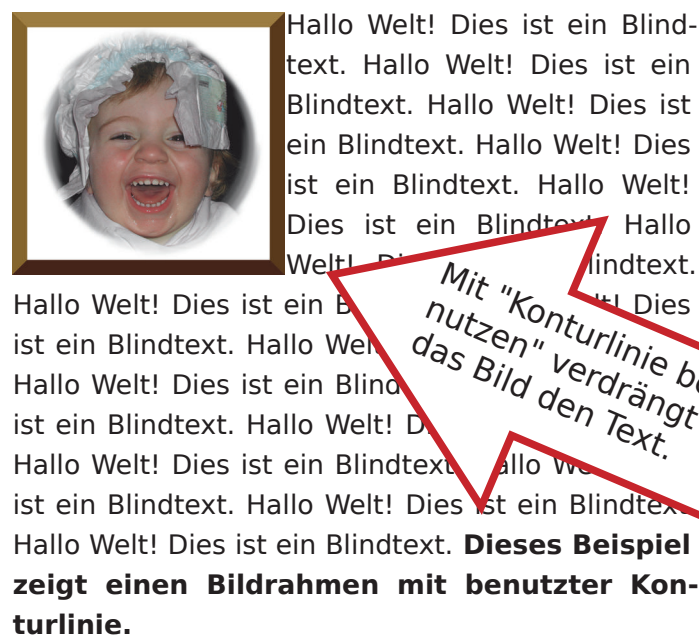 Hallo Welt! Dies ist ein Blind-
text. Hallo Welt! Dies ist ein
Blindtext. Hallo Welt! Dies ist
ein Blindtext. Hallo Welt! Dies
ist ein Blindtext. Hallo Welt!
Dies ist ein Blindtext. Hallo
Welt! lindtext.
Hallo Welt! Dies ist ein Dies
ist ein Blindtext. Hallo
Hallo Welt! Dies ist ein Blind
ist ein Blindtext. Hallo Welt!
Hallo Welt! Dies ist ein Blindtext
ist ein Blindtext. Hallo Welt! Dies ist ein Blindtext.
Hallo Welt! Dies ist ein Blindtext. Dieses Beispiel
zeigt einen Bildrahmen mit benutzter Kon-
turlinie.
Mit "Konturlinie be
nutzen" verdrängt
das Bild den Text.